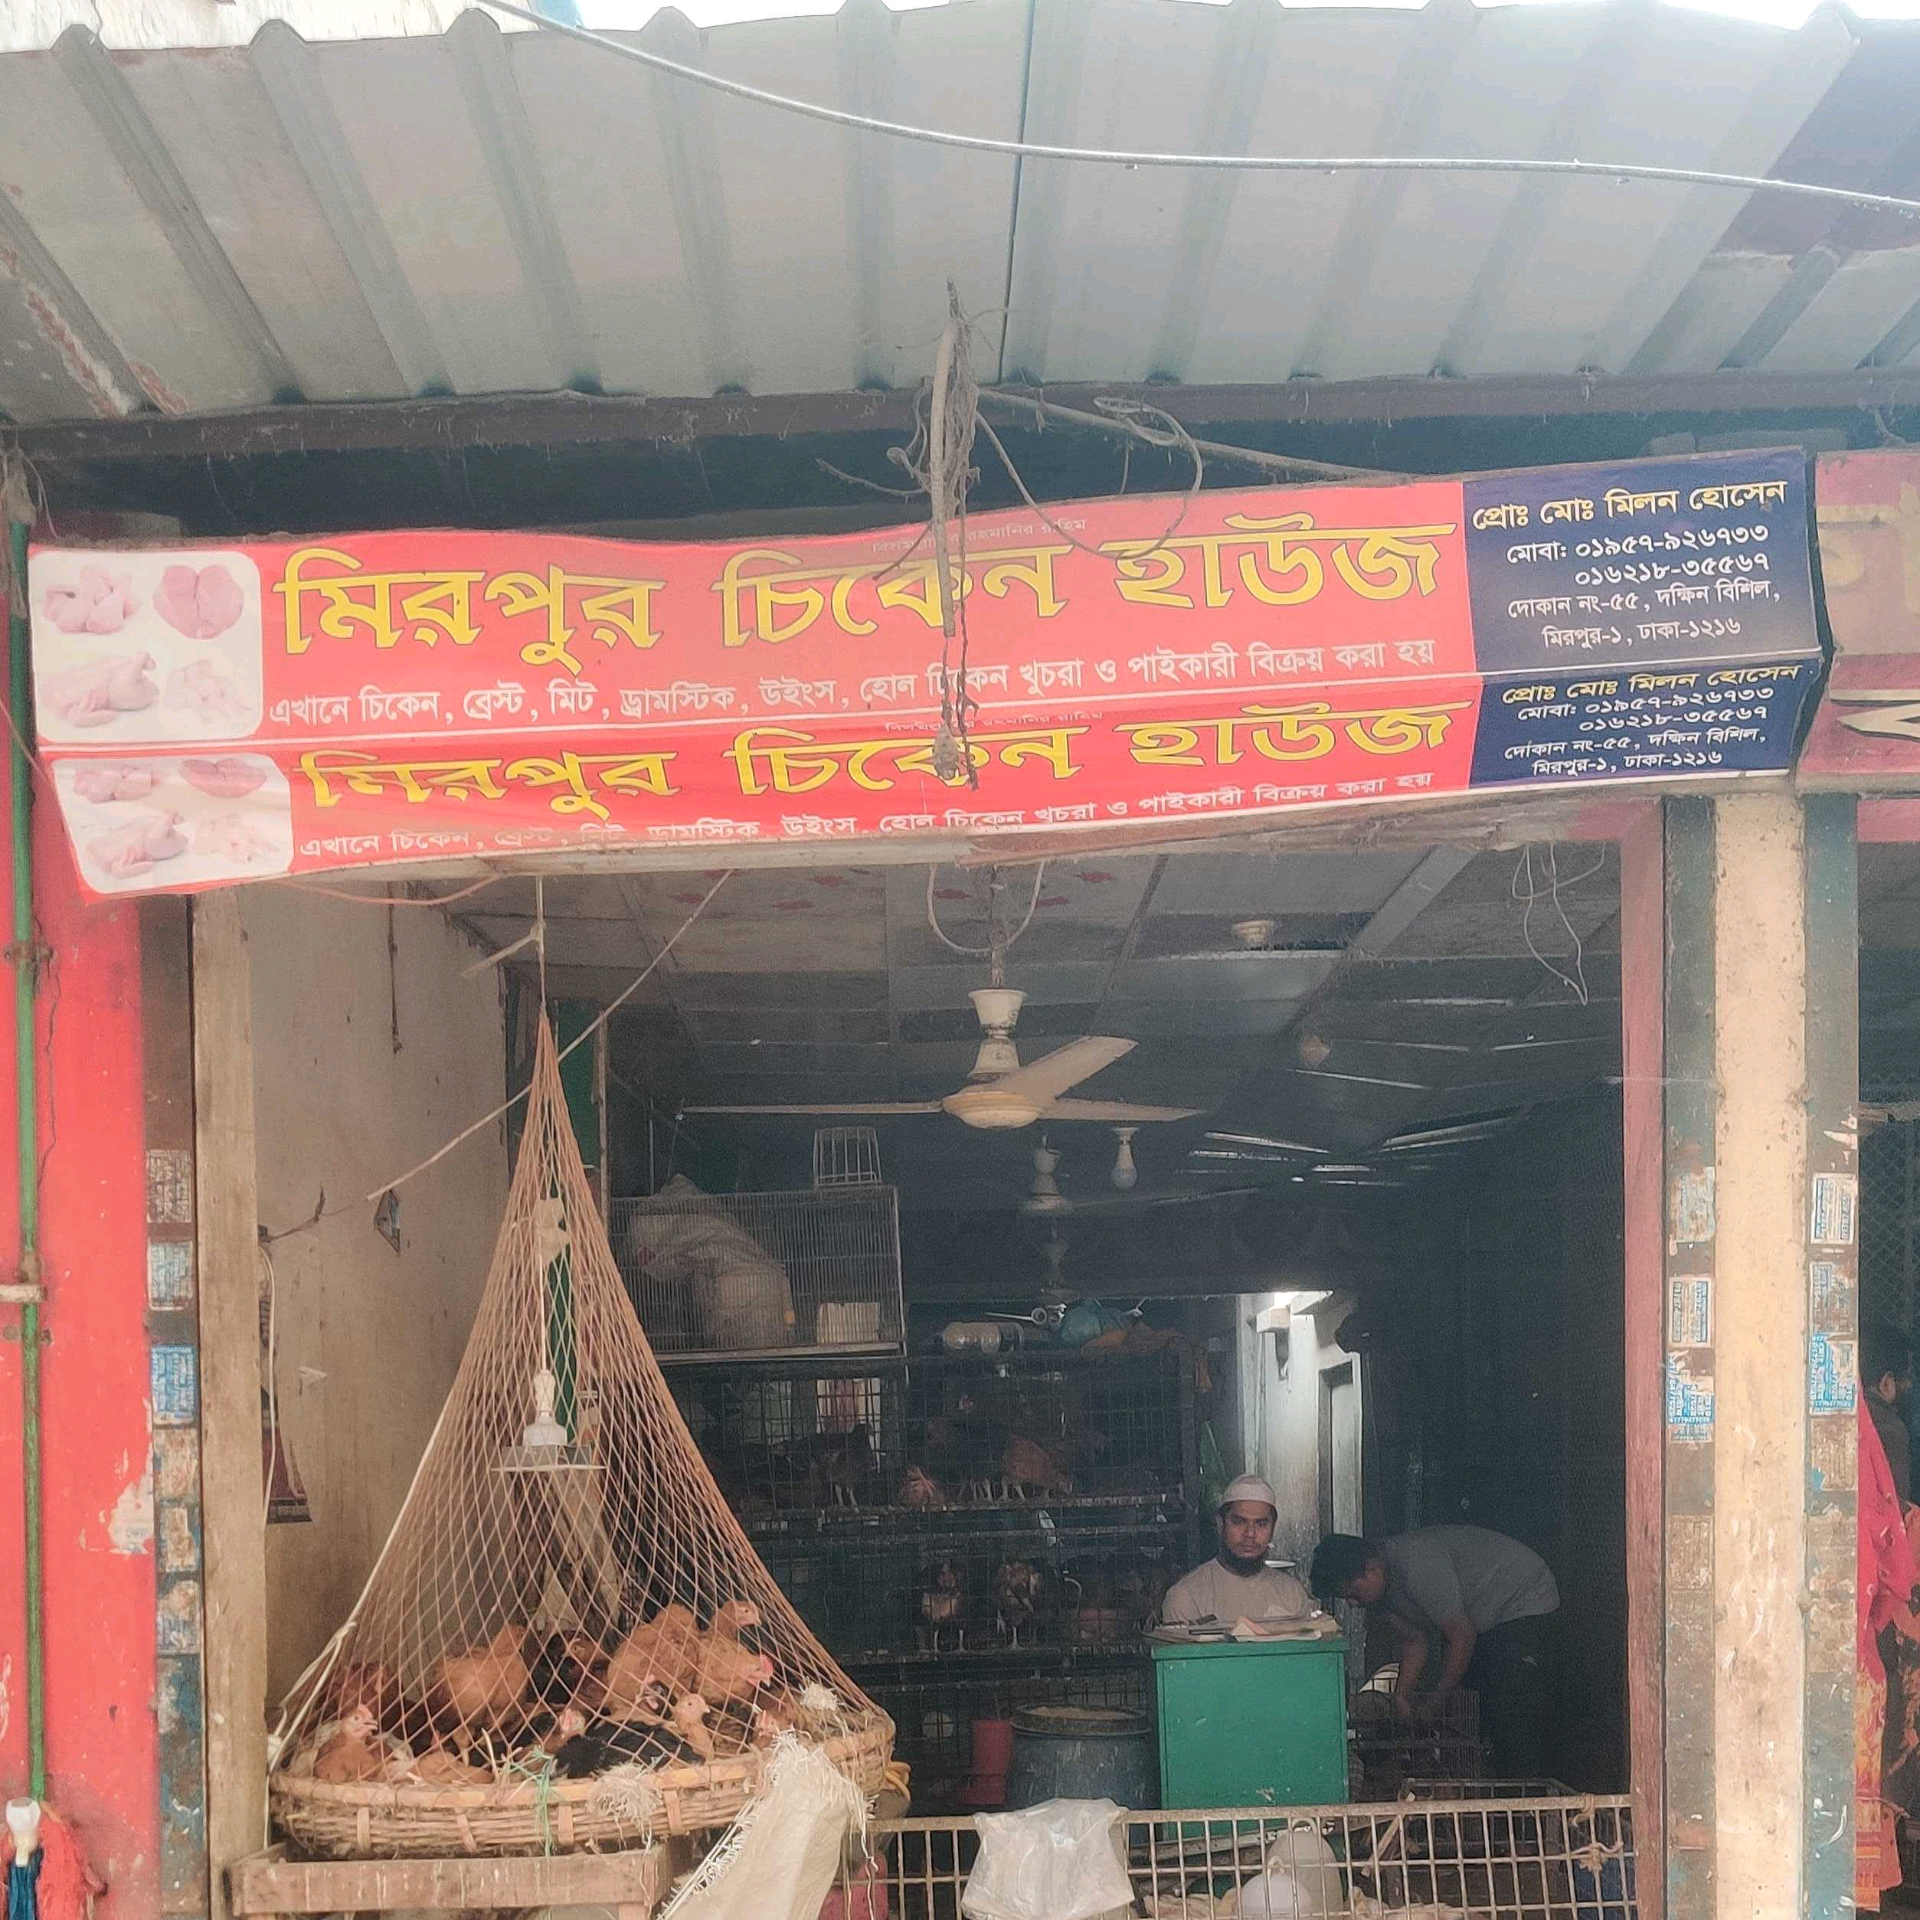 বিসমিল্লাহির রহমানির রাহিম
মিরপুর চিকেন হাউজ
এখানে চিকেন, ব্রেস্ট, মিট, ড্রামস্টিক, উইংস, হোল চিকেন খুচরা ও পাইকারী বিক্রয় করা হয়
প্রোঃ মোঃ মিলন হোসেন
মোবা: ০১৯৫৭-৯২৬৭৩৩
০১৬২১৮-৩৫৫৬৭
দোকান নং-৫৫, দক্ষিন বিশিল,
মিরপুর-১, ঢাকা-১২১৬
মিরপুর চিকেন হাউজ
এখানে চিকেন, ব্রেস্ট, মিট, ড্রামস্টিক, উইংস, হোল চিকেন খুচরা ও পাইকারী বিক্রয় করা হয়
প্রোঃ মোঃ মিলন হোসেন
মোবা: ০১৯৫৭-৯২৬৭৩৩
০১৬২১৮-৩৫৫৬৭
দোকান নং-৫৫, দক্ষিন বিশিল,
মিরপুর-১, ঢাকা-১২১৬